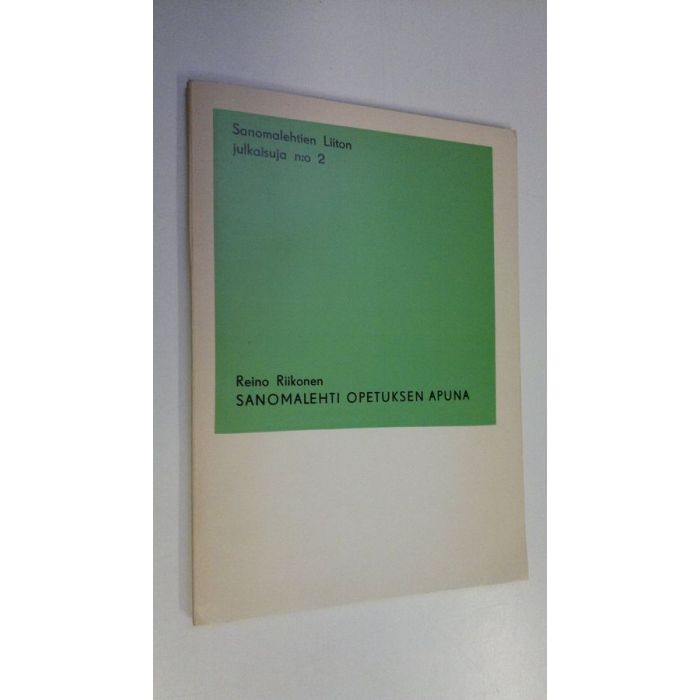 Sanomalehtien Liiton
julkaisuja n:o 2
Reino Riikonen
SANOMALEHTI OPETUKSEN APUNA